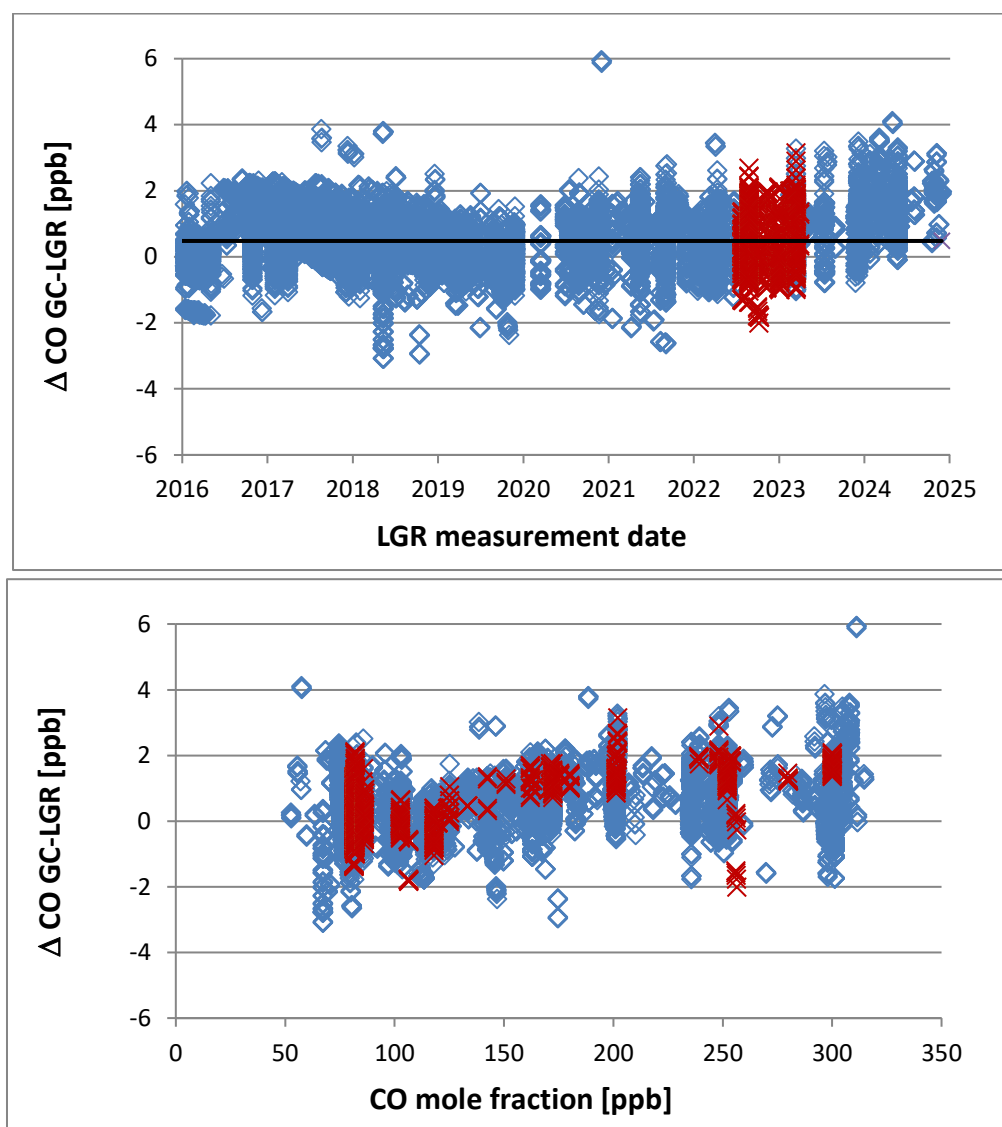 6
4
2
0
-2
-4
-6
Δ CO GC-LGR [ppb]
2016 2017 2018 2019 2020 2021 2022 2023 2024 2025
LGR measurement date
6
4
2
0
-2
-4
-6
Δ CO GC-LGR [ppb]
0 50 100 150 200 250 300 350
CO mole fraction [ppb]